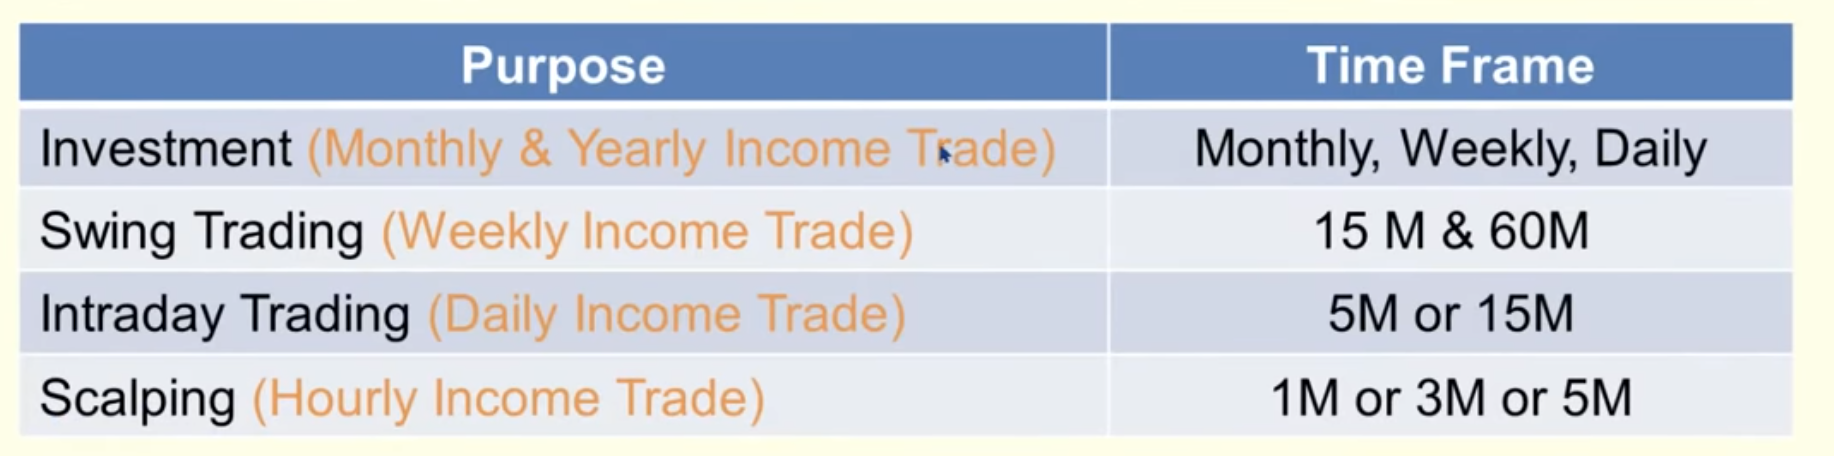 Purpose Time Frame
Investment (Monthly & Yearly Income Trade) Monthly, Weekly, Daily
Swing Trading (Weekly Income Trade) 15 M & 60M
Intraday Trading (Daily Income Trade) 5M or 15M
Scalping (Hourly Income Trade) 1M or 3M or 5M